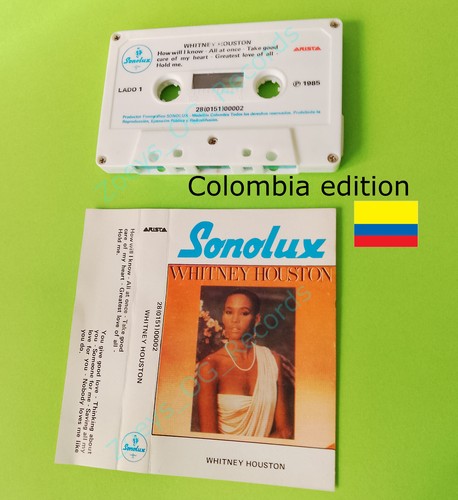 WHITNEY HOUSTON
How will I know - All at once - Take good
care of my heart - Greatest love of all -
Hold me.
Sonolux
ARISTA
LADO 1
℗ 1985
28(0151)00002
Colombia edition
Sonolux
WHITNEY HOUSTON
WHITNEY HOUSTON
ARISTA
How will I know - All at once - Take good
care of my heart - Greatest love of all -
Hold me.
28(0151)00002
WHITNEY HOUSTON
You give good love - Thinking about
you - Someone for me - Saving all my
love for you - Nobody loves me like
you do.
Sonolux